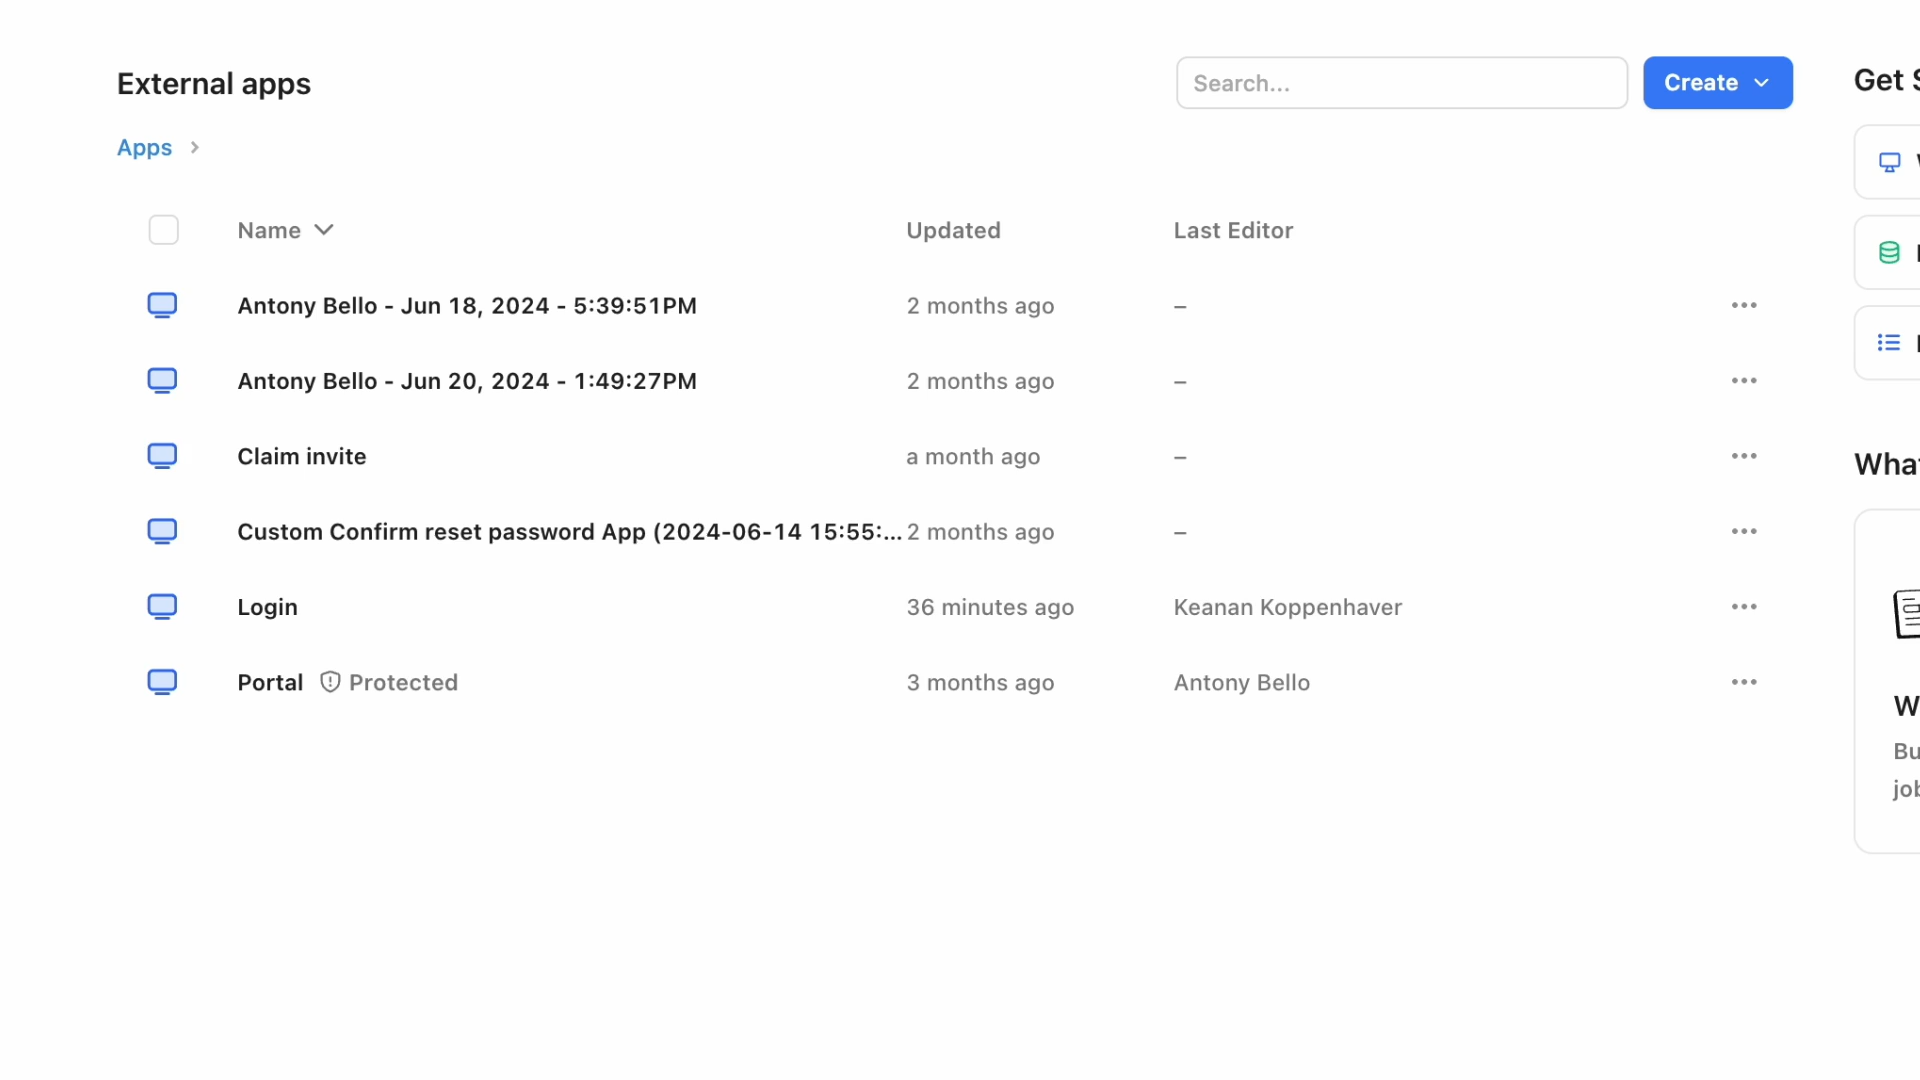 External apps
Search...
Create
Get
Apps
Name
Updated
Last Editor
Antony Bello - Jun 18, 2024 - 5:39:51PM
2 months ago
–
Antony Bello - Jun 20, 2024 - 1:49:27PM
2 months ago
–
Claim invite
a month ago
–
Custom Confirm reset password App (2024-06-14 15:55:...
2 months ago
–
Login
36 minutes ago
Keanan Koppenhaver
Portal
Protected
3 months ago
Antony Bello
What
W
Bu
job